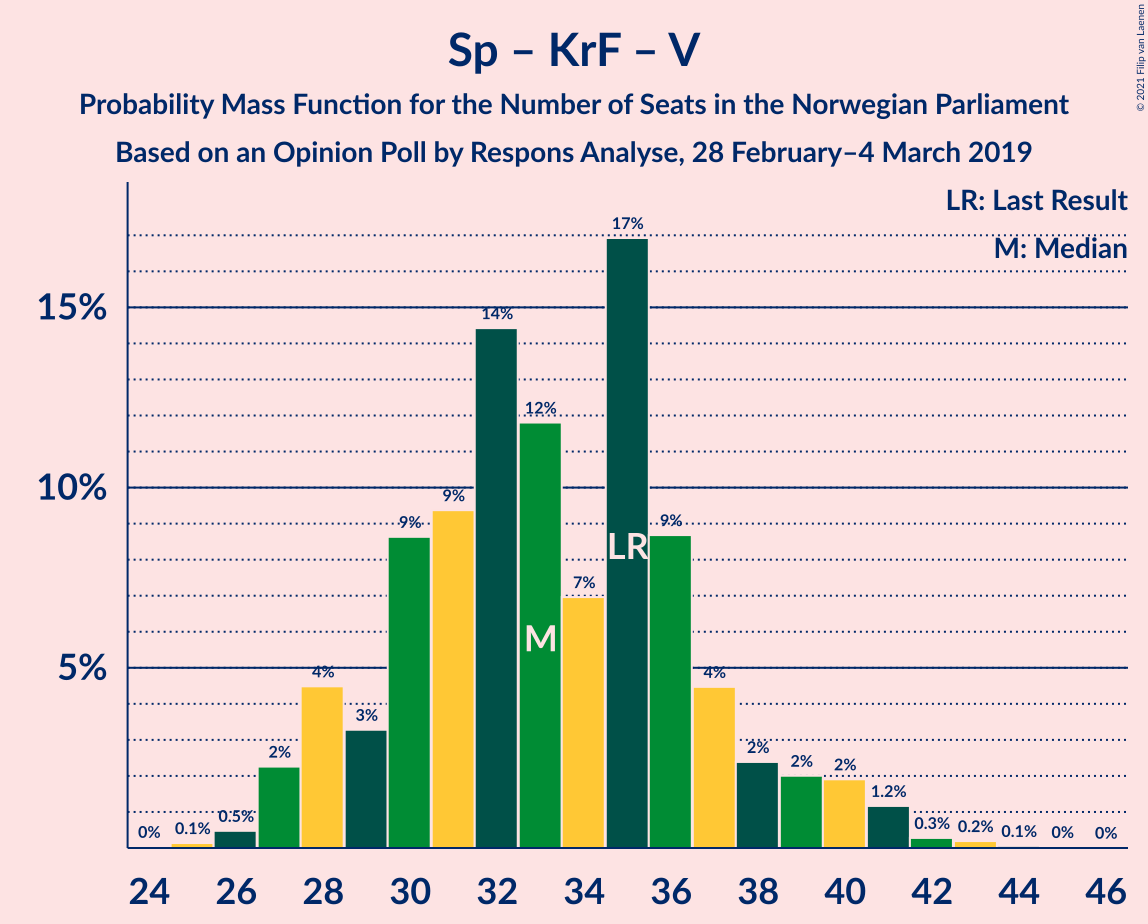 Sp – KrF – V
Probability Mass Function for the Number of Seats in the Norwegian Parliament
Based on an Opinion Poll by Respons Analyse, 28 February–4 March 2019
© 2021 Filip van Laenen
LR: Last Result
M: Median
15%
10%
5%
0%
0.1%
0.5%
2%
4%
3%
9%
9%
14%
12%
7%
17%
9%
4%
2%
2%
2%
1.2%
0.3%
0.2%
0.1%
0%
0%
M
LR
24 26 28 30 32 34 36 38 40 42 44 46